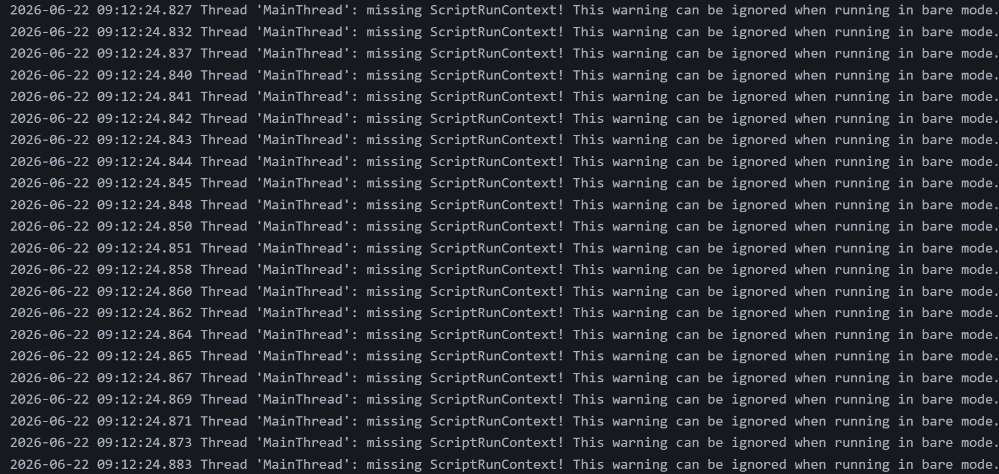 2026-06-22 09:12:24.827 Thread 'MainThread': missing ScriptRunContext! This warning can be ignored when running in bare mode.
2026-06-22 09:12:24.832 Thread 'MainThread': missing ScriptRunContext! This warning can be ignored when running in bare mode.
2026-06-22 09:12:24.837 Thread 'MainThread': missing ScriptRunContext! This warning can be ignored when running in bare mode.
2026-06-22 09:12:24.840 Thread 'MainThread': missing ScriptRunContext! This warning can be ignored when running in bare mode.
2026-06-22 09:12:24.841 Thread 'MainThread': missing ScriptRunContext! This warning can be ignored when running in bare mode.
2026-06-22 09:12:24.842 Thread 'MainThread': missing ScriptRunContext! This warning can be ignored when running in bare mode.
2026-06-22 09:12:24.843 Thread 'MainThread': missing ScriptRunContext! This warning can be ignored when running in bare mode.
2026-06-22 09:12:24.844 Thread 'MainThread': missing ScriptRunContext! This warning can be ignored when running in bare mode.
2026-06-22 09:12:24.845 Thread 'MainThread': missing ScriptRunContext! This warning can be ignored when running in bare mode.
2026-06-22 09:12:24.848 Thread 'MainThread': missing ScriptRunContext! This warning can be ignored when running in bare mode.
2026-06-22 09:12:24.850 Thread 'MainThread': missing ScriptRunContext! This warning can be ignored when running in bare mode.
2026-06-22 09:12:24.851 Thread 'MainThread': missing ScriptRunContext! This warning can be ignored when running in bare mode.
2026-06-22 09:12:24.858 Thread 'MainThread': missing ScriptRunContext! This warning can be ignored when running in bare mode.
2026-06-22 09:12:24.860 Thread 'MainThread': missing ScriptRunContext! This warning can be ignored when running in bare mode.
2026-06-22 09:12:24.862 Thread 'MainThread': missing ScriptRunContext! This warning can be ignored when running in bare mode.
2026-06-22 09:12:24.864 Thread 'MainThread': missing ScriptRunContext! This warning can be ignored when running in bare mode.
2026-06-22 09:12:24.865 Thread 'MainThread': missing ScriptRunContext! This warning can be ignored when running in bare mode.
2026-06-22 09:12:24.867 Thread 'MainThread': missing ScriptRunContext! This warning can be ignored when running in bare mode.
2026-06-22 09:12:24.869 Thread 'MainThread': missing ScriptRunContext! This warning can be ignored when running in bare mode.
2026-06-22 09:12:24.871 Thread 'MainThread': missing ScriptRunContext! This warning can be ignored when running in bare mode.
2026-06-22 09:12:24.873 Thread 'MainThread': missing ScriptRunContext! This warning can be ignored when running in bare mode.
2026-06-22 09:12:24.883 Thread 'MainThread': missing ScriptRunContext! This warning can be ignored when running in bare mode.